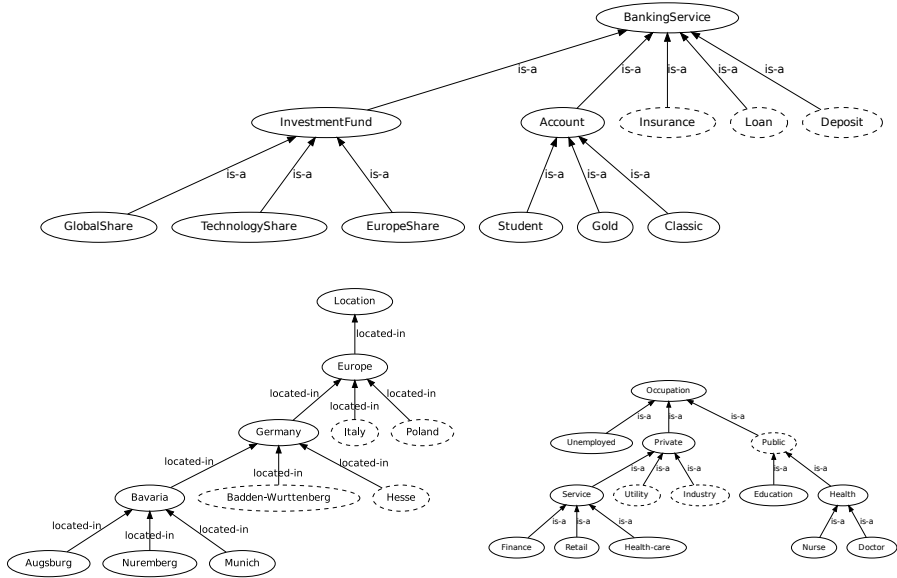 BankingService
is-a
InvestmentFund
Account
is-a
is-a
is-a
is-a
Insurance
Loan
Deposit
is-a
is-a
is-a
is-a
is-a
is-a
GlobalShare
TechnologyShare
EuropeShare
Student
Gold
Classic
Location
located-in
Europe
located-in
located-in
located-in
Germany
Italy
Poland
located-in
located-in
located-in
Bavaria
Badden-Wurttenberg
Hesse
located-in
located-in
located-in
Augsburg
Nuremberg
Munich
Occupation
is-a
is-a
is-a
Unemployed
Private
Public
is-a
is-a
is-a
is-a
is-a
Service
Utility
Industry
Education
Health
is-a
is-a
is-a
is-a
is-a
Finance
Retail
Health-care
Nurse
Doctor